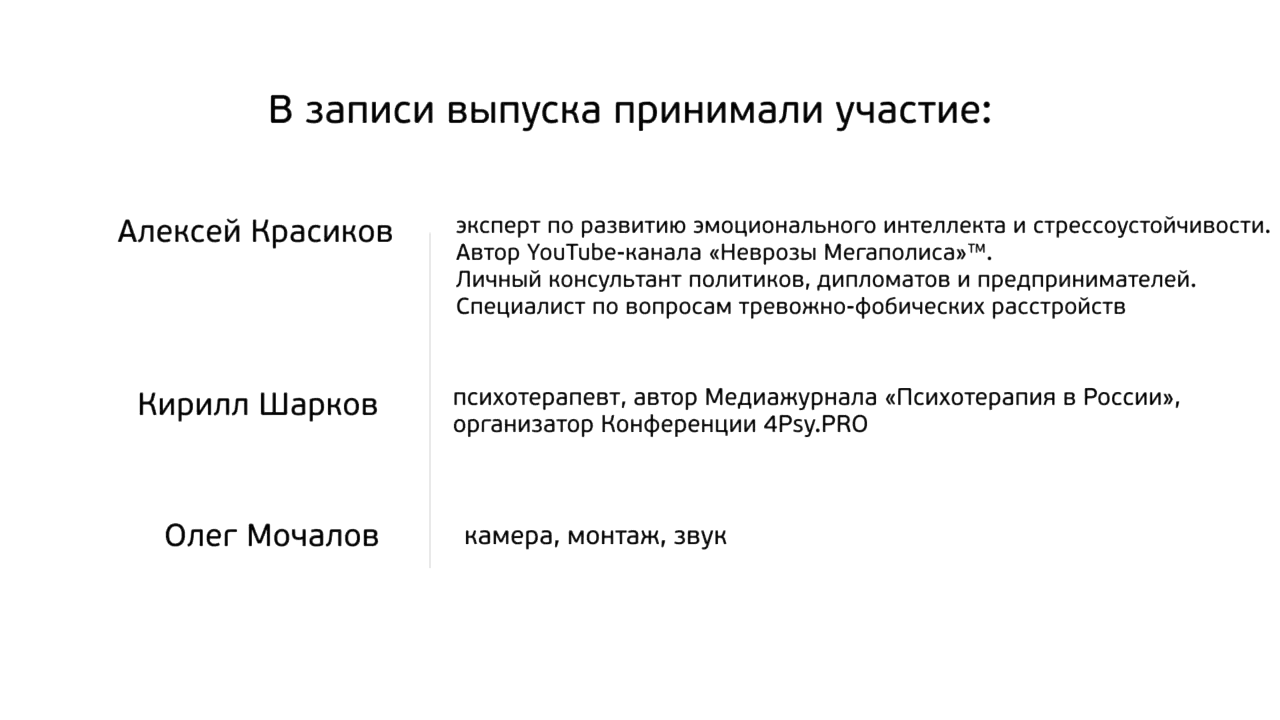 В записи выпуска принимали участие:
Алексей Красиков
эксперт по развитию эмоционального интеллекта и стрессоустойчивости.
Автор YouTube-канала «Неврозы Мегаполиса»™.
Личный консультант политиков, дипломатов и предпринимателей.
Специалист по вопросам тревожно-фобических расстройств
Кирилл Шарков
психотерапевт, автор Медиажурнала «Психотерапия в России»,
организатор Конференции 4Psy.PRO
Олег Мочалов
камера, монтаж, звук